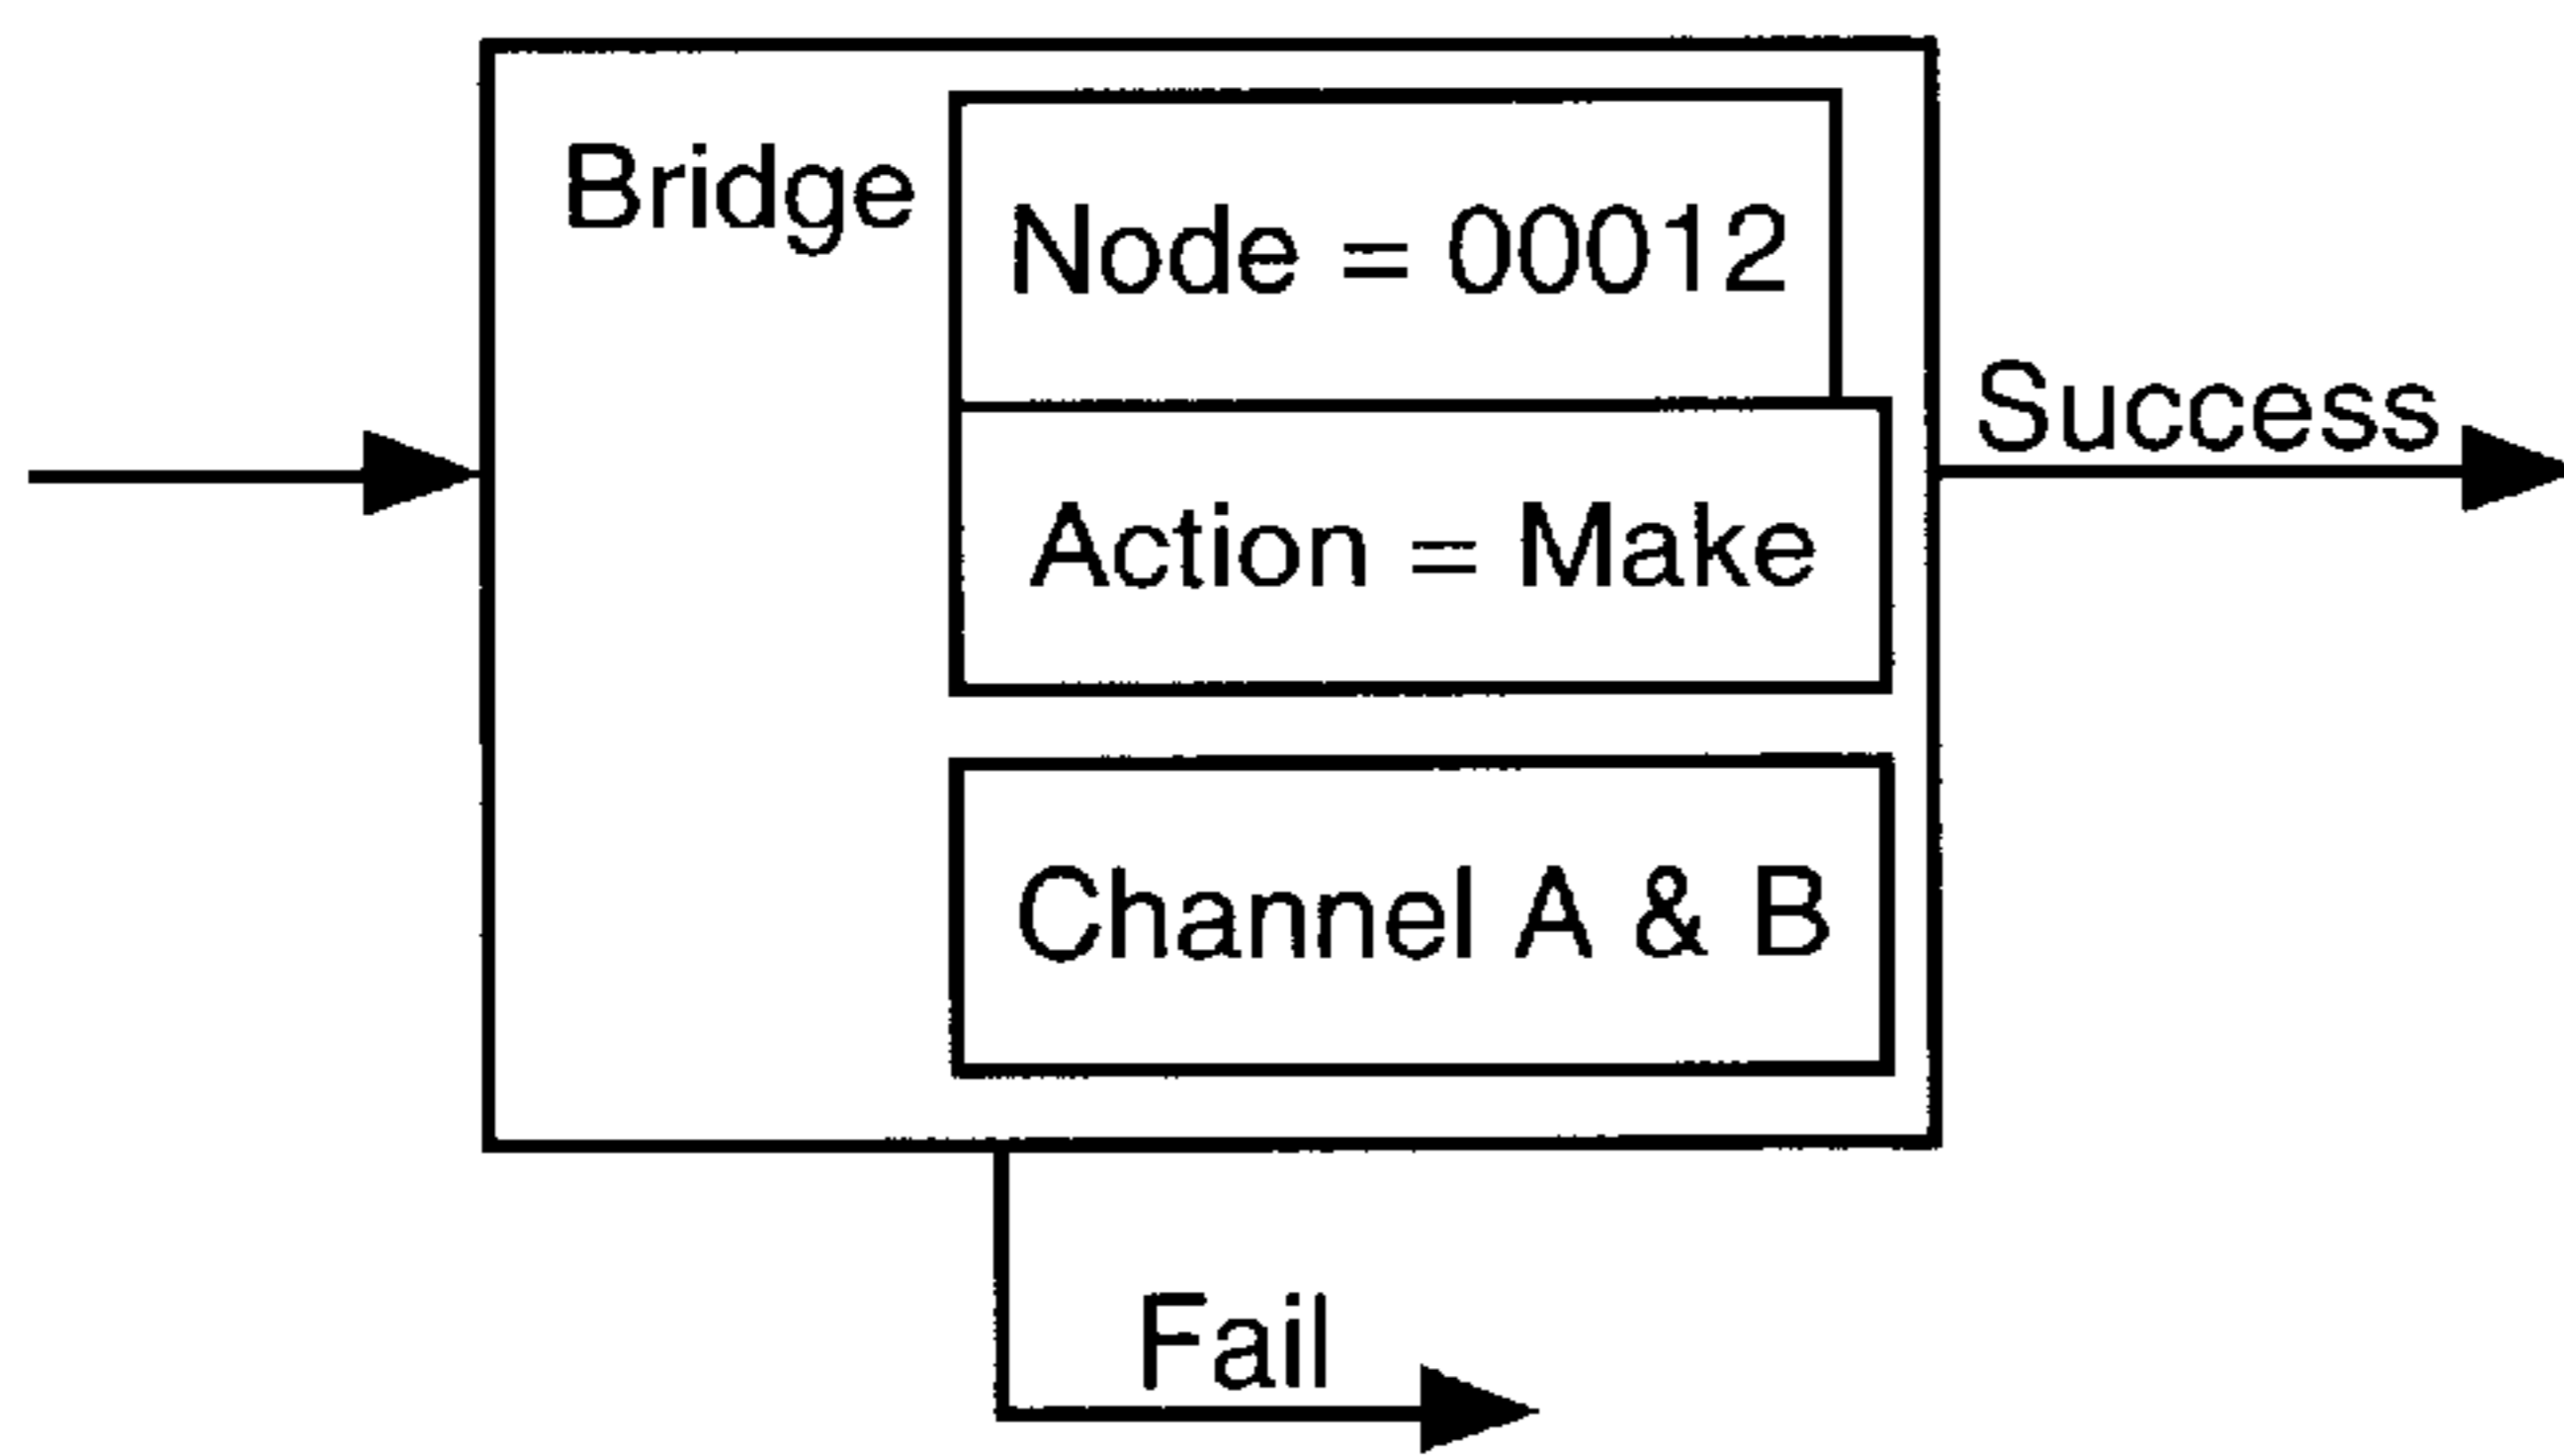 Bridge
Node = 00012
Success
Action = Make
Channel A & B
Fail